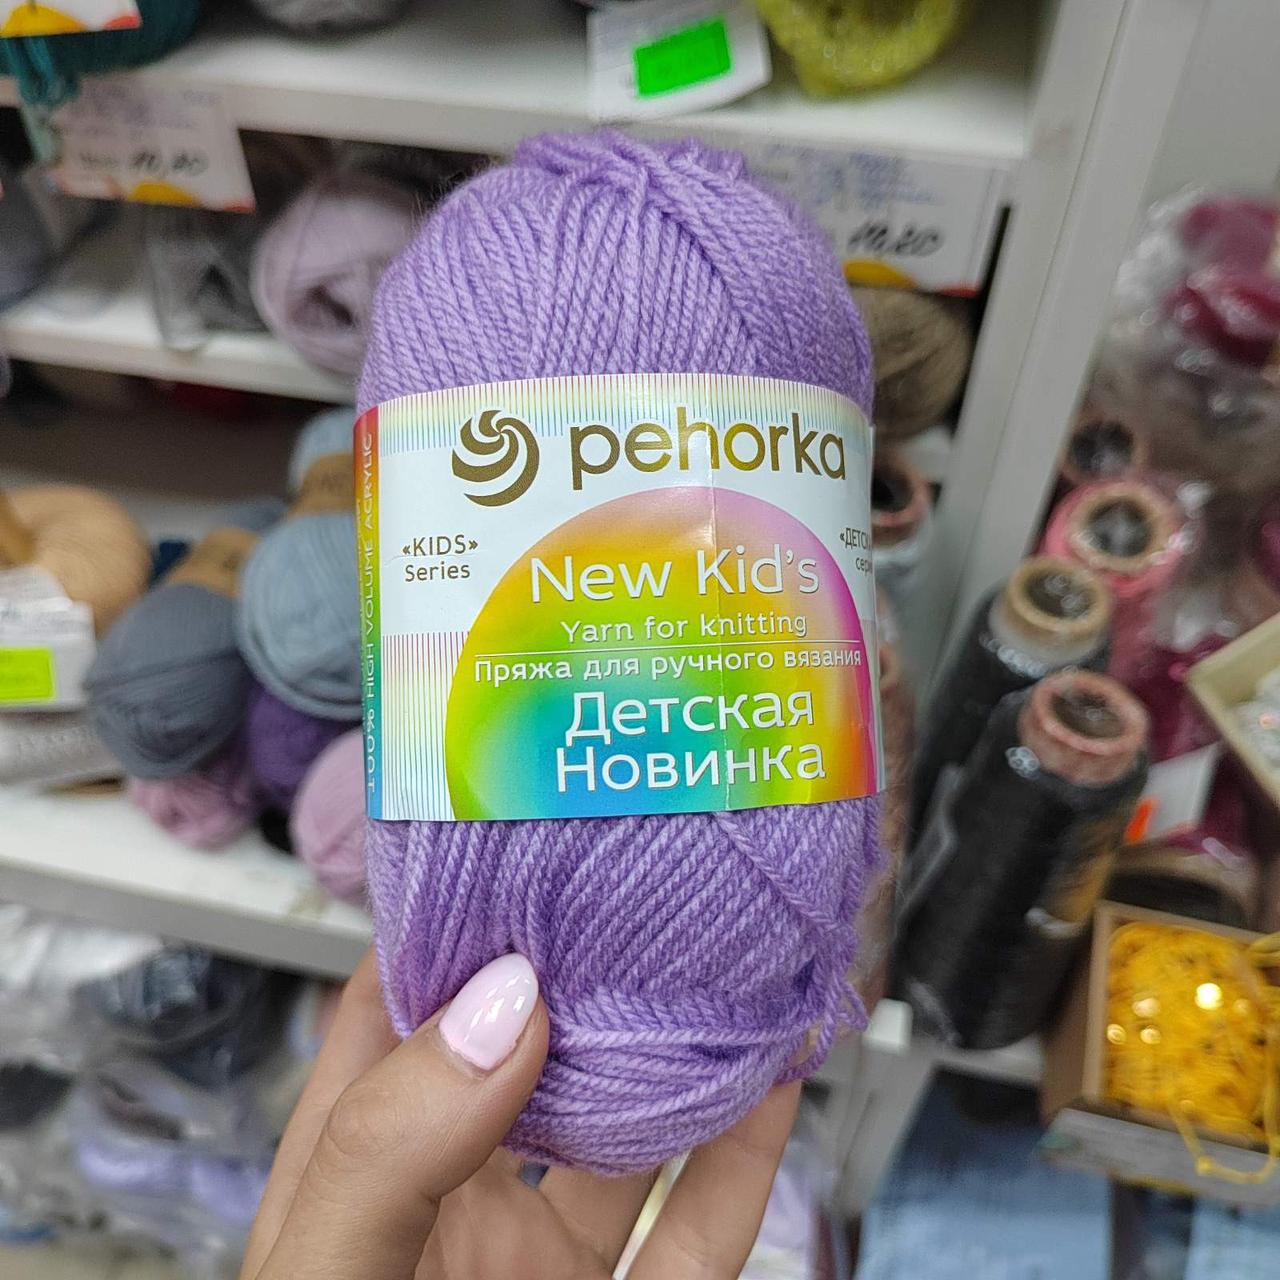 pehorka
«KIDS»
Series
New Kid's
Yarn for knitting
Пряжа для ручного вязания
Детская
Новинка
100% HIGH VOLUME ACRYLIC